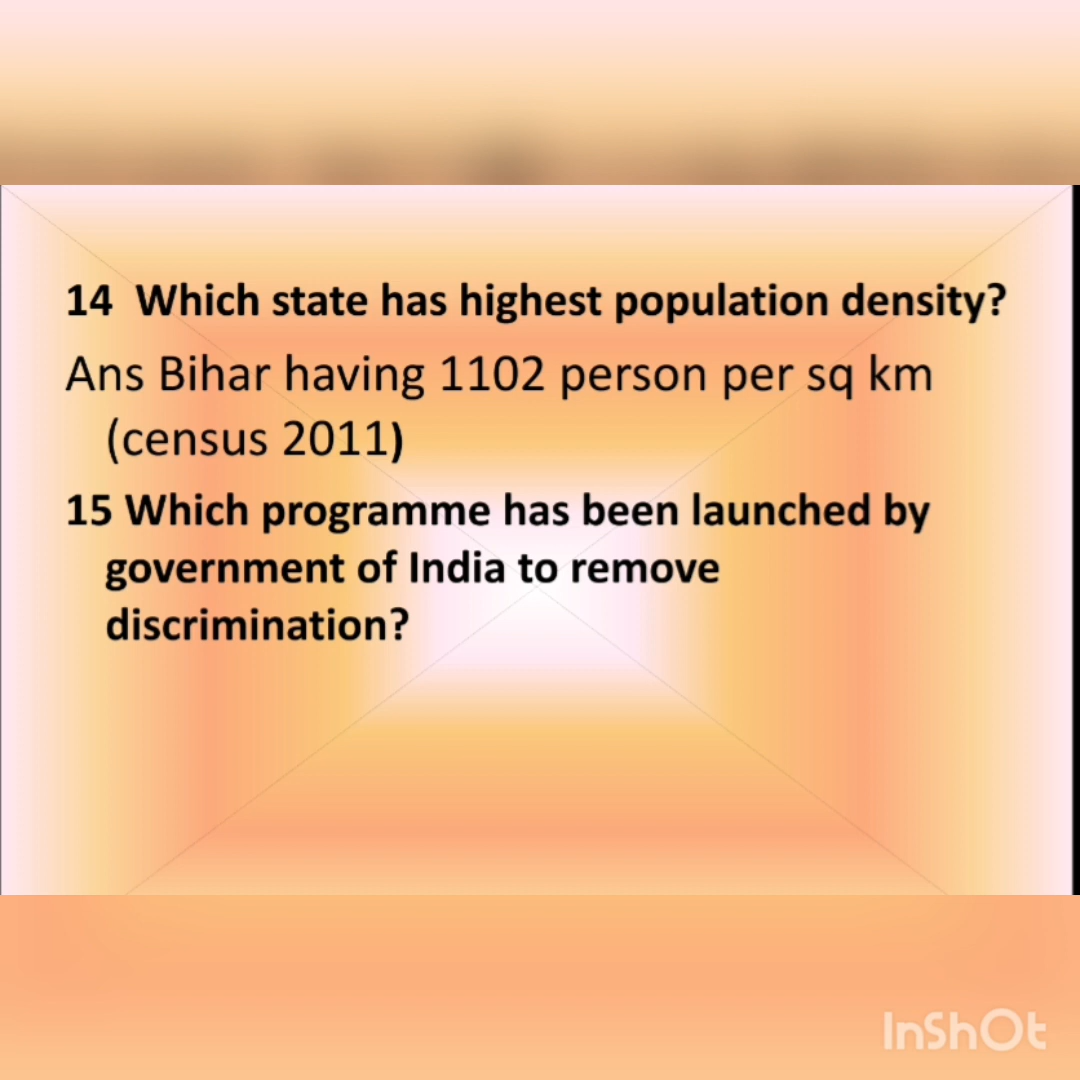 14 Which state has highest population density?
Ans Bihar having 1102 person per sq km
(census 2011)
15 Which programme has been launched by
government of India to remove
discrimination?
InShOt